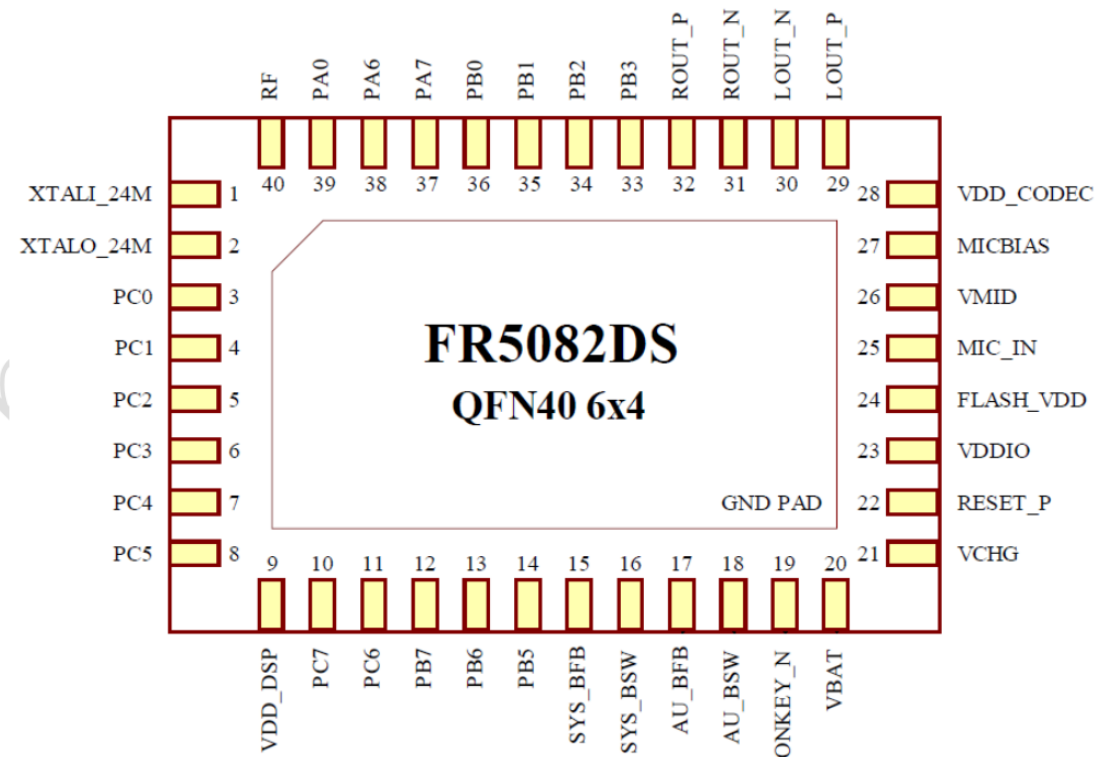 RF
PA0
PA6
PA7
PB0
PB1
PB2
PB3
ROUT_P
ROUT_N
LOUT_N
LOUT_P
40 39 38 37 36 35 34 33 32 31 30 29
XTALI_24M 1
XTALO_24M 2
PC0 3
PC1 4
PC2 5
PC3 6
PC4 7
PC5 8
FR5082DS
QFN40 6x4
GND PAD
28 VDD_CODEC
27 MICBIAS
26 VMID
25 MIC_IN
24 FLASH_VDD
23 VDDIO
22 RESET_P
21 VCHG
9 10 11 12 13 14 15 16 17 18 19 20
VDD_DSP
PC7
PC6
PB7
PB6
PB5
SYS_BFB
SYS_BSW
AU_BFB
AU_BSW
ONKEY_N
VBAT